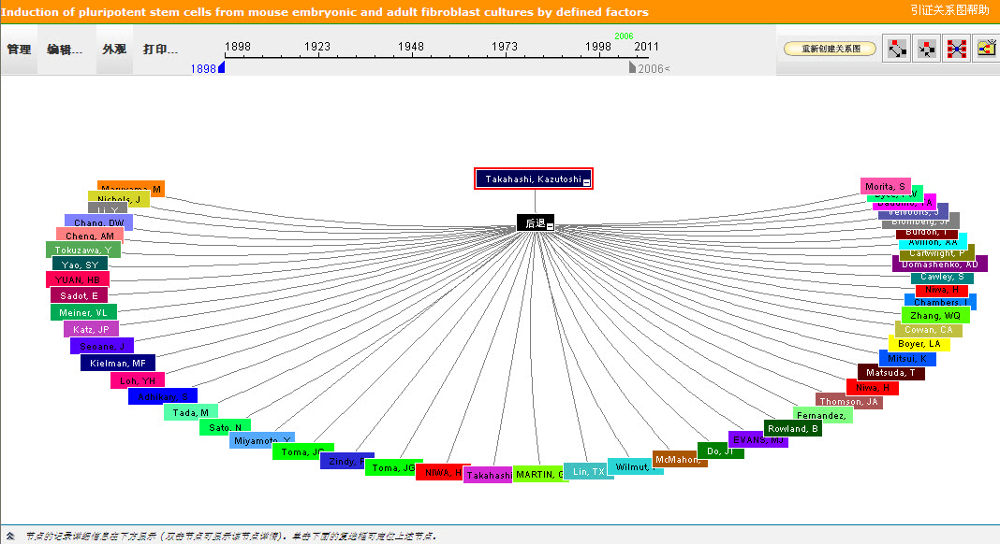 Induction of pluripotent stem cells from mouse embryonic and adult fibroblast cultures by defined factors
引证关系图帮助
管理 编辑... 外观 打印...
2006
1898 1923 1948 1973 1998 2011
1898 2006<
重新创建关系图
Takahashi, Kazutoshi
后退
Maruyama, M
Nichols, J
Li, Y
Chang, DW
Cheng, AM
Tokuzawa, Y
Yao, SY
YUAN, HB
Sadot, E
Meiner, VL
Katz, JP
Seoane, J
Kielman, MF
Loh, YH
Tada, M
Sato, N
Miyamoto, Y
Toma, JG
Zindy, F
Toma, JG
NIWA, H
Takahashi
MARTIN, G
Lin, TX
Wilmut,
McMahon,
Do, JT
EVANS, MJ
Rowland, B
Fernandez,
Thomson, JA
Niwa, H
Matsuda, T
Mitsui, K
Boyer, LA
Cowan, CA
Zhang, WQ
Chambers, I
Niwa, H
Cawley, S
Domashenko, AD
Cartwright, P
Avilion, AA
Burdon, T
Blomberg, JP
Vervoorts, J
Baudino, TA
Byce, PW
Morita, S
节点的记录详细信息在下方显示 (双击节点可显示该节点详情)。单击下面的复选框可定位上述节点。